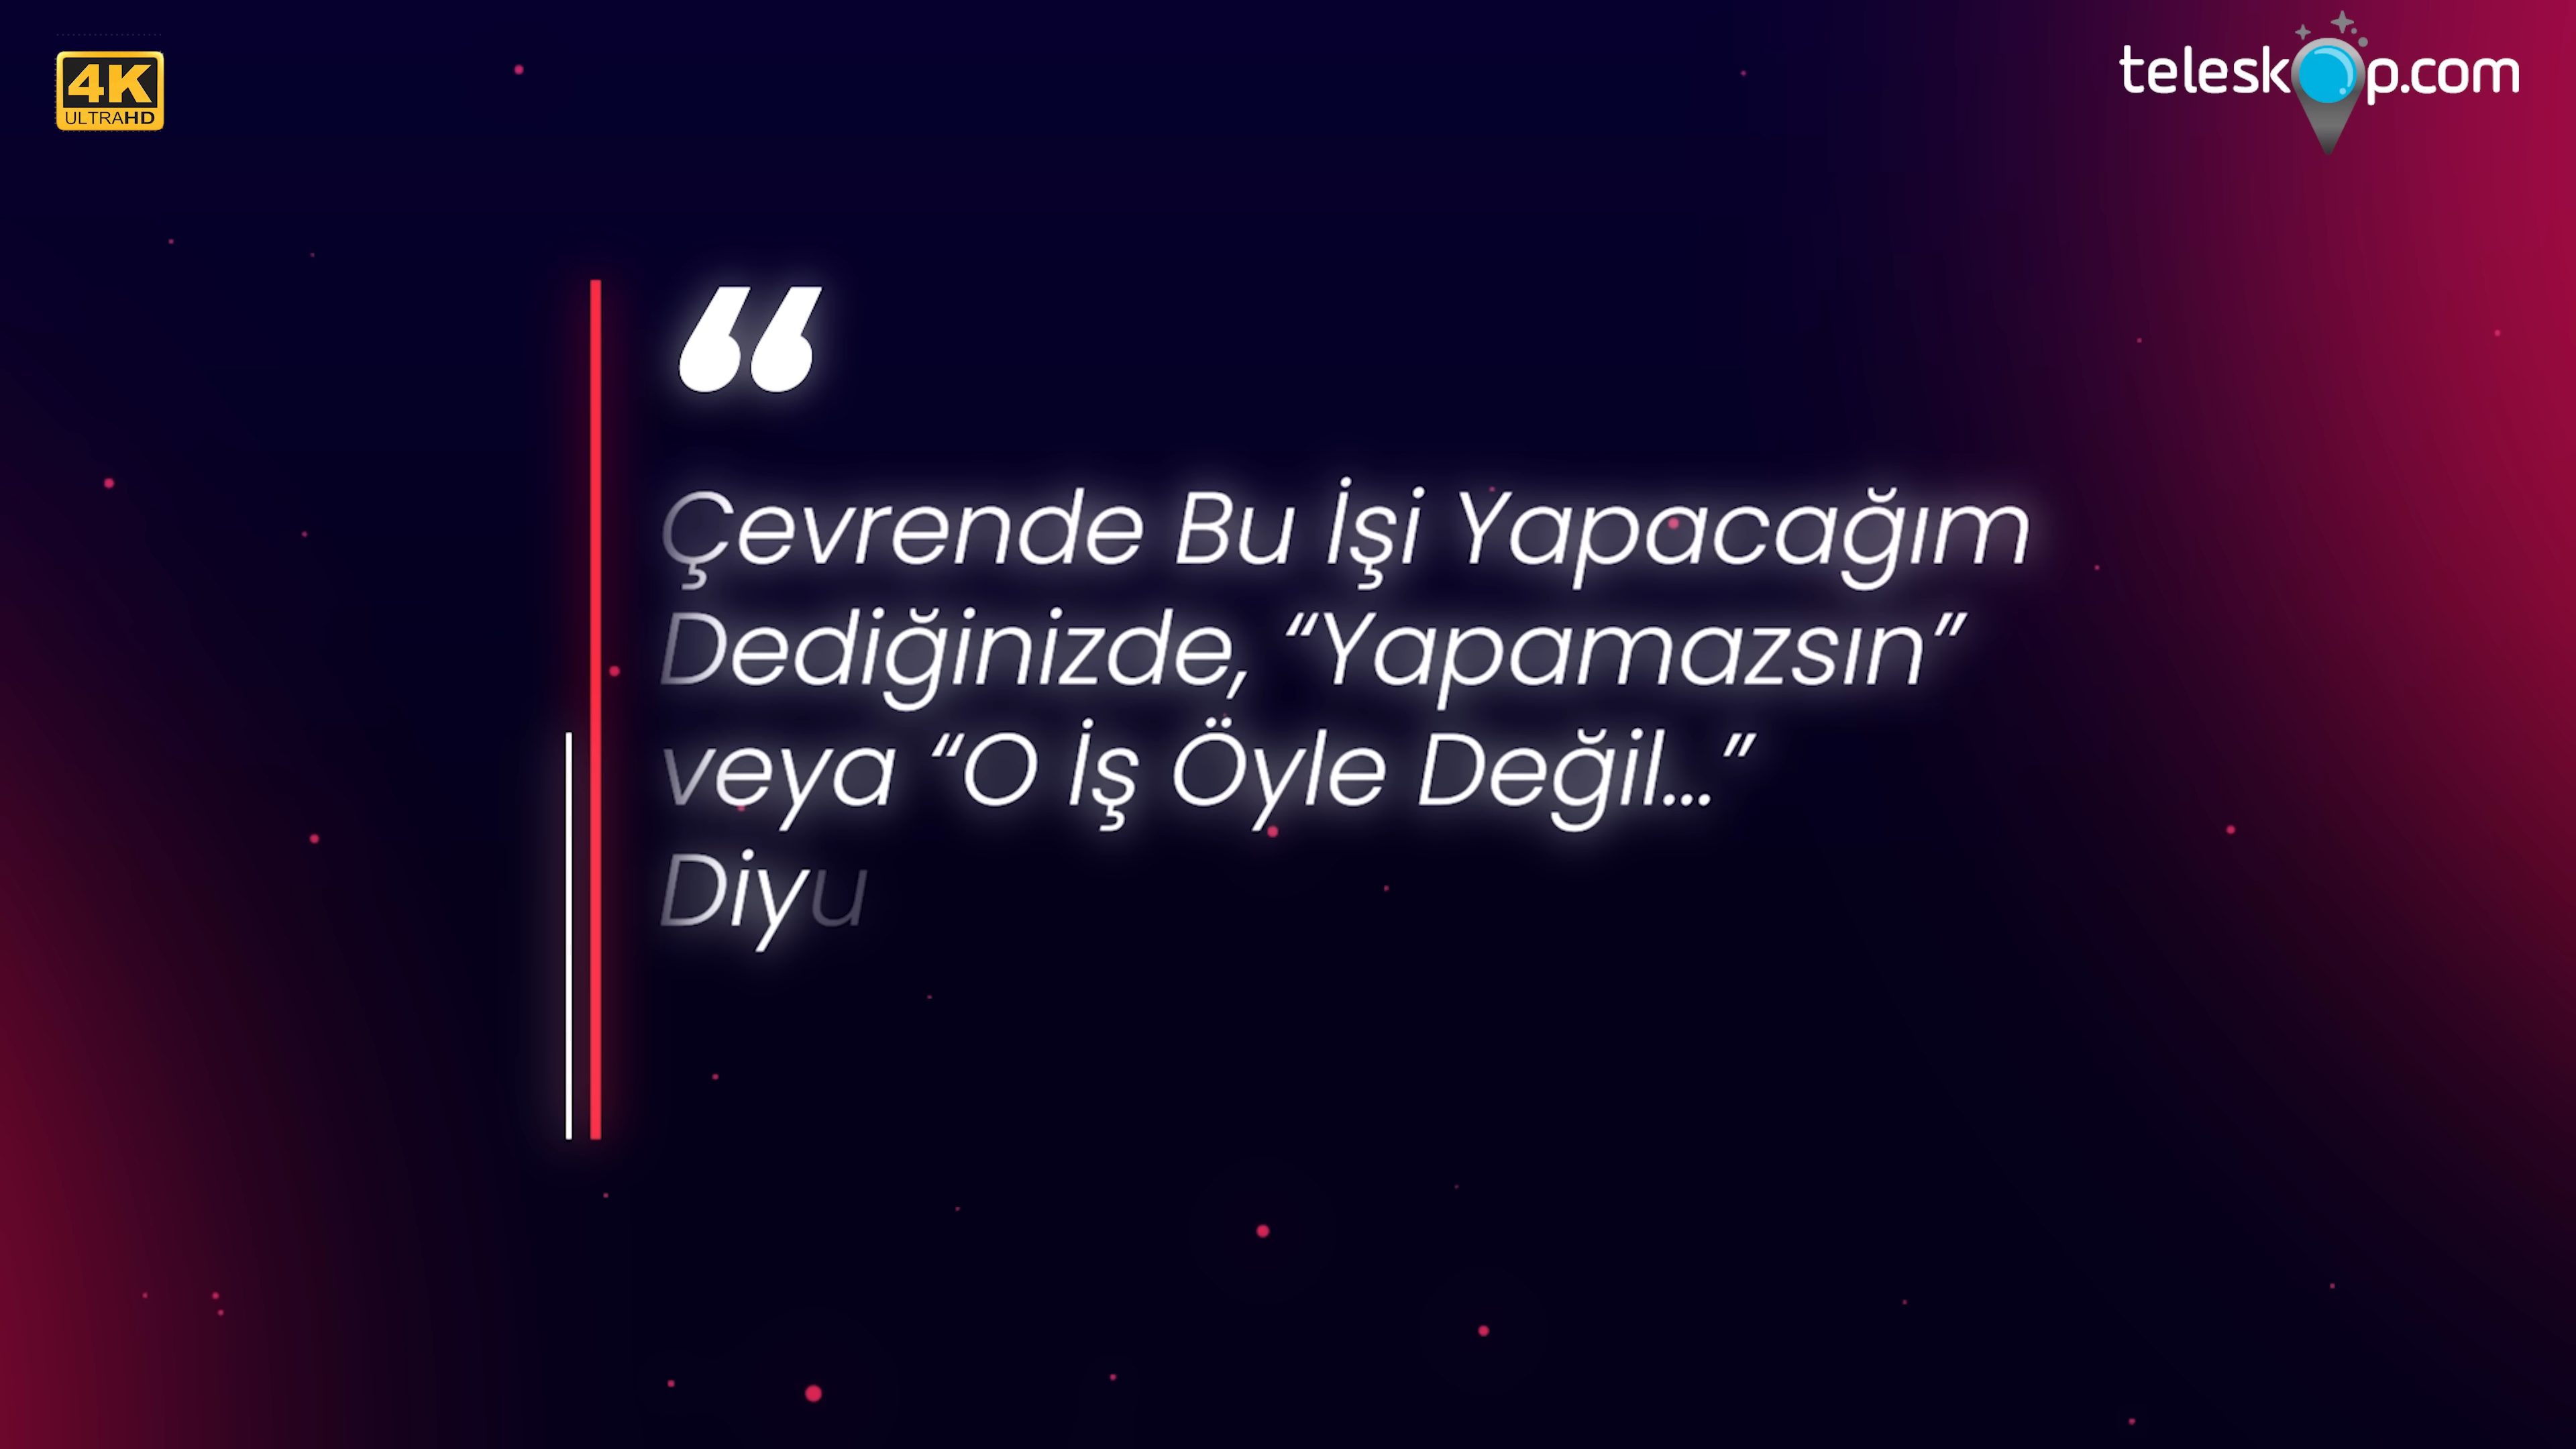 4K
ULTRAHD
teleskop.com
“
Çevrende Bu İşi Yapacağım
Dediğinizde, “Yapamazsın”
veya “O İş Öyle Değil...”
Diyu